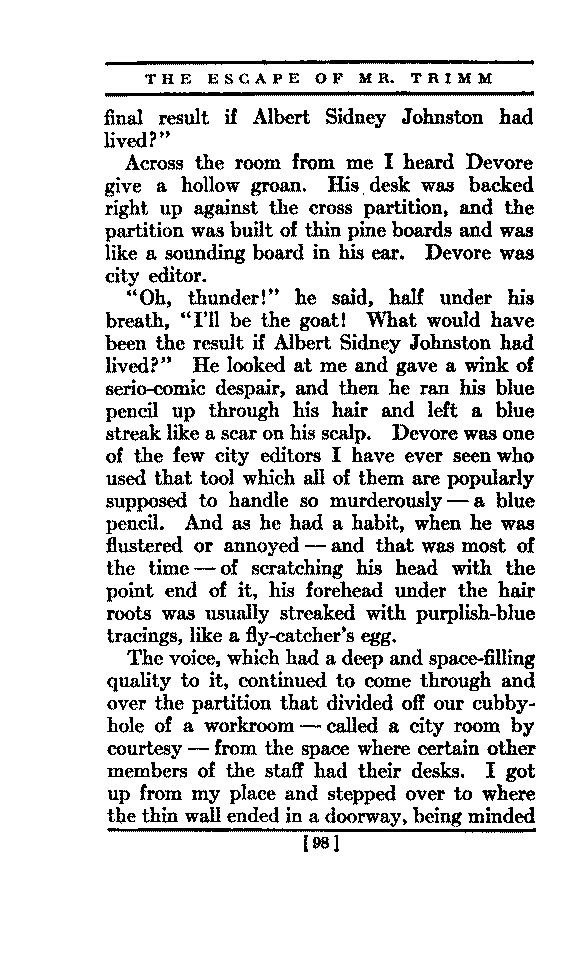 THE ESCAPE OF MR. TRIMM
final result if Albert Sidney Johnston had
lived?"
Across the room from me I heard Devore
give a hollow groan. His desk was backed
right up against the cross partition, and the
partition was built of thin pine boards and was
like a sounding board in his ear. Devore was
city editor.
"Oh, thunder!" he said, half under his
breath, "I'll be the goat! What would have
been the result if Albert Sidney Johnston had
lived?" He looked at me and gave a wink of
serio-comic despair, and then he ran his blue
pencil up through his hair and left a blue
streak like a scar on his scalp. Devore was one
of the few city editors I have ever seen who
used that tool which all of them are popularly
supposed to handle so murderously — a blue
pencil. And as he had a habit, when he was
flustered or annoyed — and that was most of
the time — of scratching his head with the
point end of it, his forehead under the hair
roots was usually streaked with purplish-blue
tracings, like a fly-catcher's egg.
The voice, which had a deep and space-filling
quality to it, continued to come through and
over the partition that divided off our cubby-
hole of a workroom — called a city room by
courtesy — from the space where certain other
members of the staff had their desks. I got
up from my place and stepped over to where
the thin wall ended in a doorway, being minded
[98]